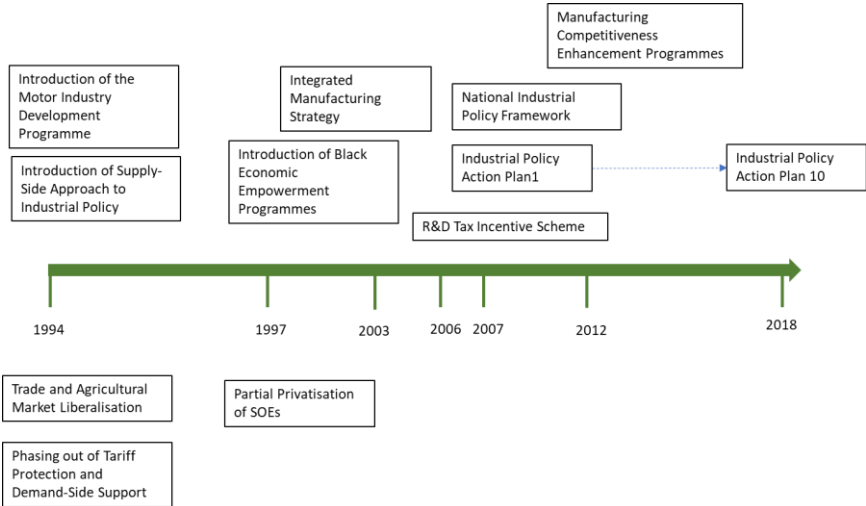 Manufacturing
Competitiveness
Enhancement Programmes
Introduction of the
Motor Industry
Development
Programme
Integrated
Manufacturing
Strategy
National Industrial
Policy Framework
Introduction of Supply-
Side Approach to
Industrial Policy
Introduction of Black
Economic
Empowerment
Programmes
Industrial Policy
Action Plan1
Industrial Policy
Action Plan 10
R&D Tax Incentive Scheme
1994
1997
2003
2006
2007
2012
2018
Trade and Agricultural
Market Liberalisation
Partial Privatisation
of SOEs
Phasing out of Tariff
Protection and
Demand-Side Support